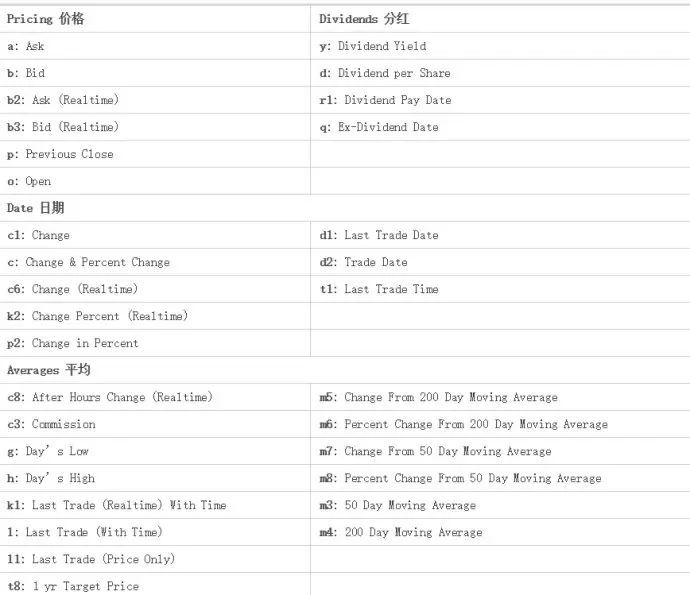 Pricing 价格 Dividends 分红
a: Ask y: Dividend Yield
b: Bid d: Dividend per Share
b2: Ask (Realtime) r1: Dividend Pay Date
b3: Bid (Realtime) q: Ex-Dividend Date
p: Previous Close
o: Open
Date 日期
c1: Change d1: Last Trade Date
c: Change & Percent Change d2: Trade Date
c6: Change (Realtime) t1: Last Trade Time
k2: Change Percent (Realtime)
p2: Change in Percent
Averages 平均
c8: After Hours Change (Realtime) m5: Change From 200 Day Moving Average
c3: Commission m6: Percent Change From 200 Day Moving Average
g: Day’s Low m7: Change From 50 Day Moving Average
h: Day’s High m8: Percent Change From 50 Day Moving Average
k1: Last Trade (Realtime) With Time m3: 50 Day Moving Average
l: Last Trade (With Time) m4: 200 Day Moving Average
l1: Last Trade (Price Only)
t8: 1 yr Target Price